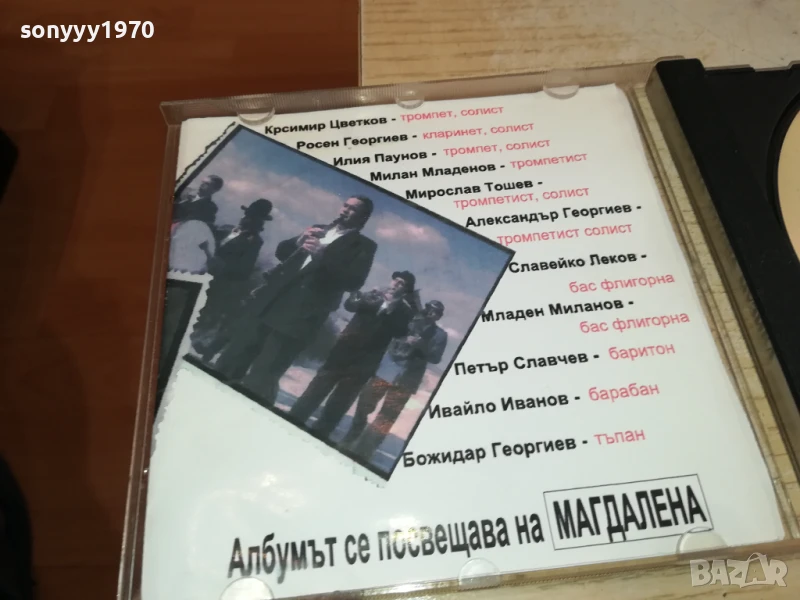 sonyyy1970
Крсимир Цветков - тромпет, солист
Росен Георгиев - кларинет, солист
Илия Паунов - тромпет, солист
Милан Младенов - тромпетист
Мирослав Тошев -
тромпетист, солист
Александър Георгиев -
тромпетист солист
Славейко Леков -
бас флигорна
Младен Миланов -
бас флигорна
Петър Славчев - баритон
Ивайло Иванов - барабан
Божидар Георгиев - тъпан
Албумът се посвещава на МАГДАЛЕНА
BAZAR